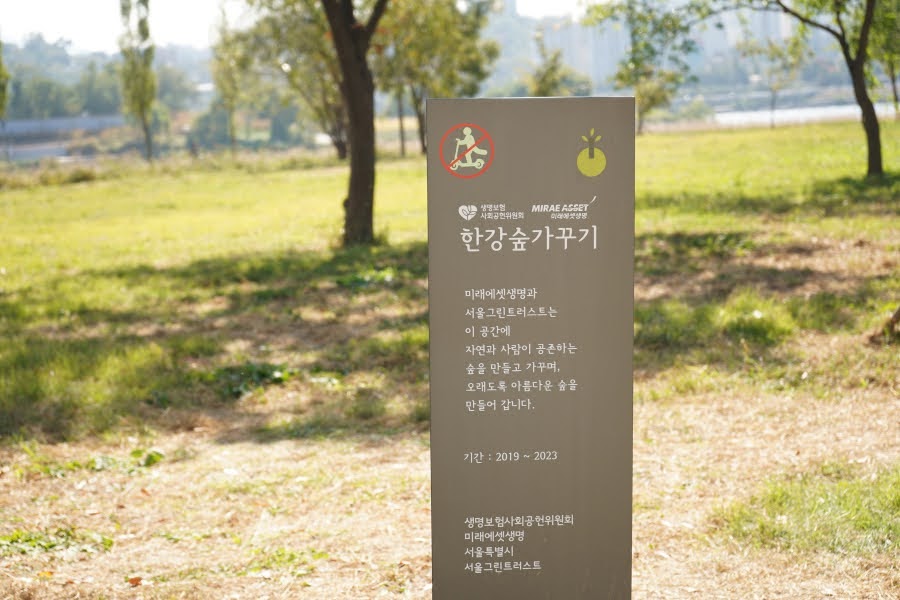 생명보험
사회공헌위원회
MIRAE ASSET
미래에셋생명
한강숲가꾸기
미래에셋생명과
서울그린트러스트는
이 공간에
자연과 사람이 공존하는
숲을 만들고 가꾸며,
오래도록 아름다운 숲을
만들어 갑니다.
기간 : 2019 ~ 2023
생명보험사회공헌위원회
미래에셋생명
서울특별시
서울그린트러스트